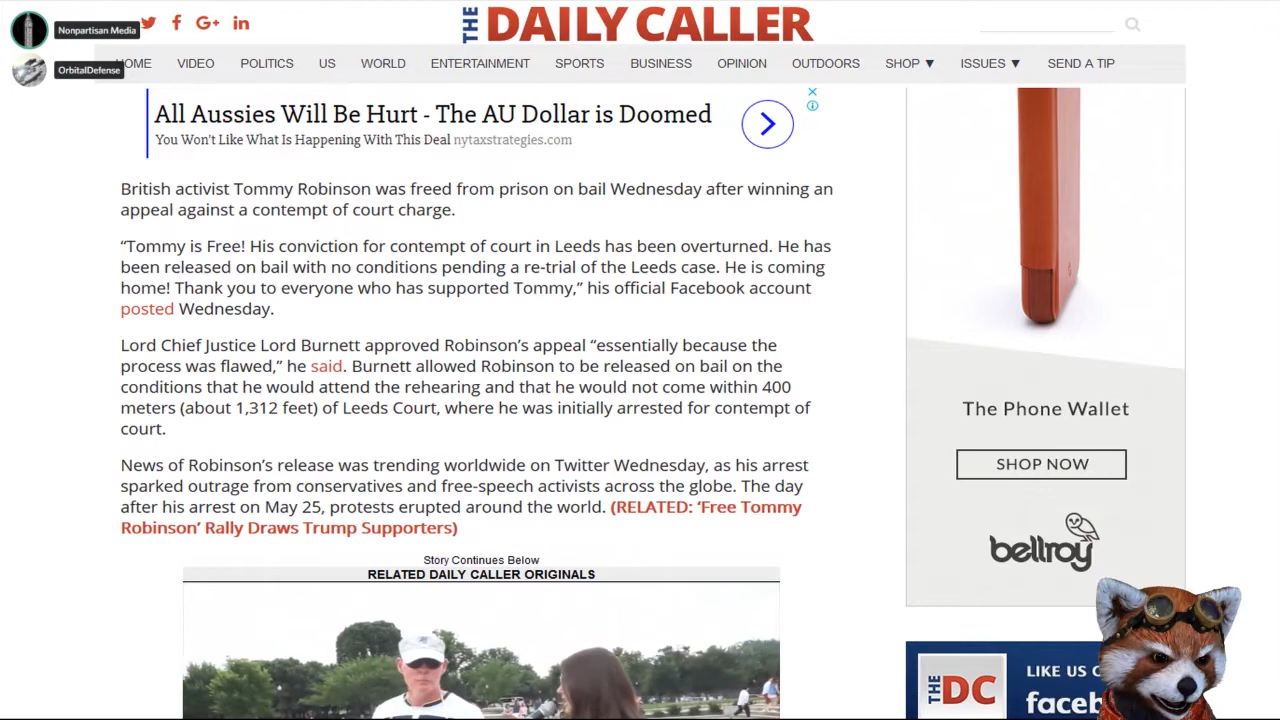 Nonpartisan Media
OrbitalDefense
THE DAILY CALLER
HOME VIDEO POLITICS US WORLD ENTERTAINMENT SPORTS BUSINESS OPINION OUTDOORS SHOP ▼ ISSUES ▼ SEND A TIP
All Aussies Will Be Hurt - The AU Dollar is Doomed
You Won't Like What Is Happening With This Deal nytaxstrategies.com
British activist Tommy Robinson was freed from prison on bail Wednesday after winning an
appeal against a contempt of court charge.
“Tommy is Free! His conviction for contempt of court in Leeds has been overturned. He has
been released on bail with no conditions pending a re-trial of the Leeds case. He is coming
home! Thank you to everyone who has supported Tommy,” his official Facebook account
posted Wednesday.
Lord Chief Justice Lord Burnett approved Robinson’s appeal “essentially because the
process was flawed,” he said. Burnett allowed Robinson to be released on bail on the
conditions that he would attend the rehearing and that he would not come within 400
meters (about 1,312 feet) of Leeds Court, where he was initially arrested for contempt of
court.
News of Robinson’s release was trending worldwide on Twitter Wednesday, as his arrest
sparked outrage from conservatives and free-speech activists across the globe. The day
after his arrest on May 25, protests erupted around the world. (RELATED: ‘Free Tommy
Robinson’ Rally Draws Trump Supporters)
Story Continues Below
RELATED DAILY CALLER ORIGINALS
The Phone Wallet
SHOP NOW
bellroy
THE DC
LIKE US
faceb